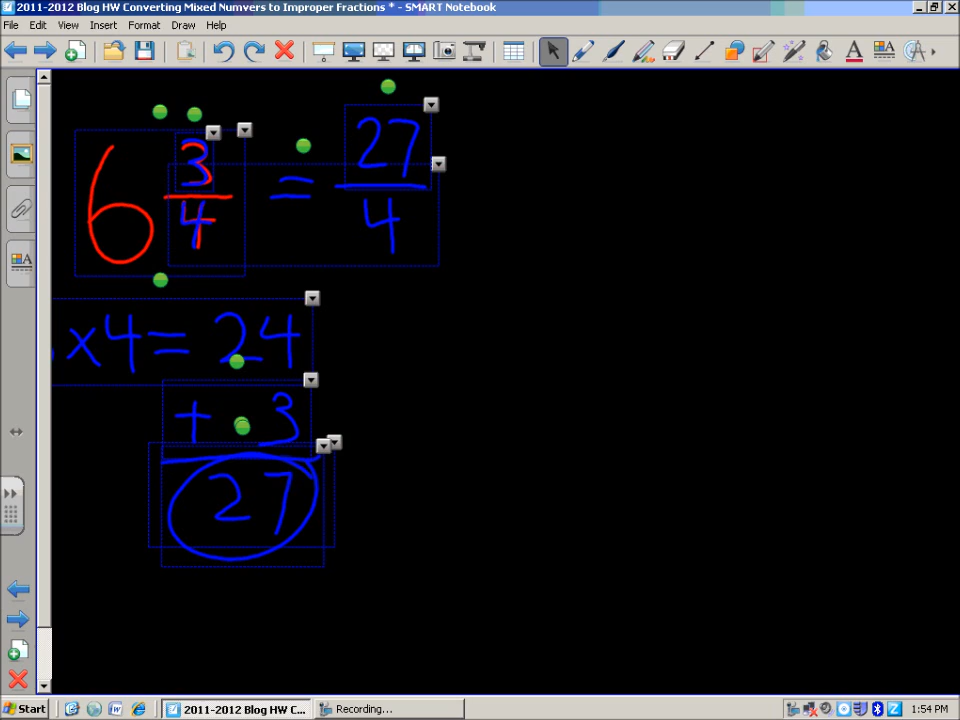 2011-2012 Blog HW Converting Mixed Numvers to Improper Fractions * - SMART Notebook
File Edit View Insert Format Draw Help
6 3/4 = 27/4
x4= 24
+ 3
27
Start
2011-2012 Blog HW C...
Recording...
1:54 PM